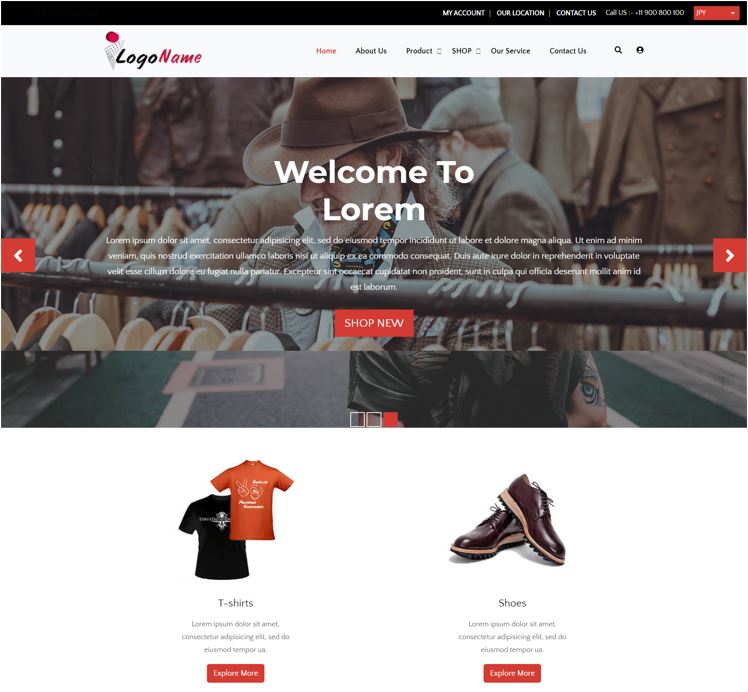 MY ACCOUNT | OUR LOCATION | CONTACT US Call US :- +11 900 800 100 JPY
LogoName
Home About Us Product SHOP Our Service Contact Us
Welcome To
Lorem
Lorem ipsum dolor sit amet, consectetur adipisicing elit, sed do eiusmod tempor incididunt ut labore et dolore magna aliqua. Ut enim ad minim
veniam, quis nostrud exercitation ullamco laboris nisi ut aliquip ex ea commodo consequat. Duis aute irure dolor in reprehenderit in voluptate
velit esse cillum dolore eu fugiat nulla pariatur. Excepteur sint occaecat cupidatat non proident, sunt in culpa qui officia deserunt mollit anim id
est laborum.
SHOP NEW
T-shirts
Lorem ipsum dolor sit amet,
consectetur adipisicing elit, sed do
eiusmod tempor ua.
Explore More
Shoes
Lorem ipsum dolor sit amet,
consectetur adipisicing elit, sed do
eiusmod tempor ua.
Explore More